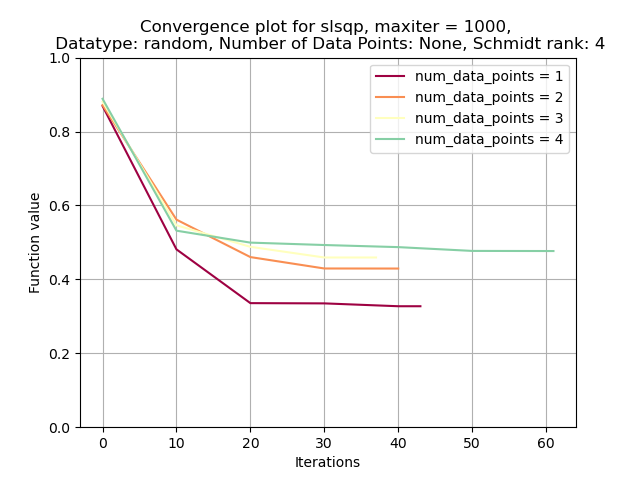 Convergence plot for slsqp, maxiter = 1000,
Datatype: random, Number of Data Points: None, Schmidt rank: 4
num_data_points = 1
num_data_points = 2
num_data_points = 3
num_data_points = 4
Function value
1.0
0.8
0.6
0.4
0.2
0.0
0 10 20 30 40 50 60
Iterations